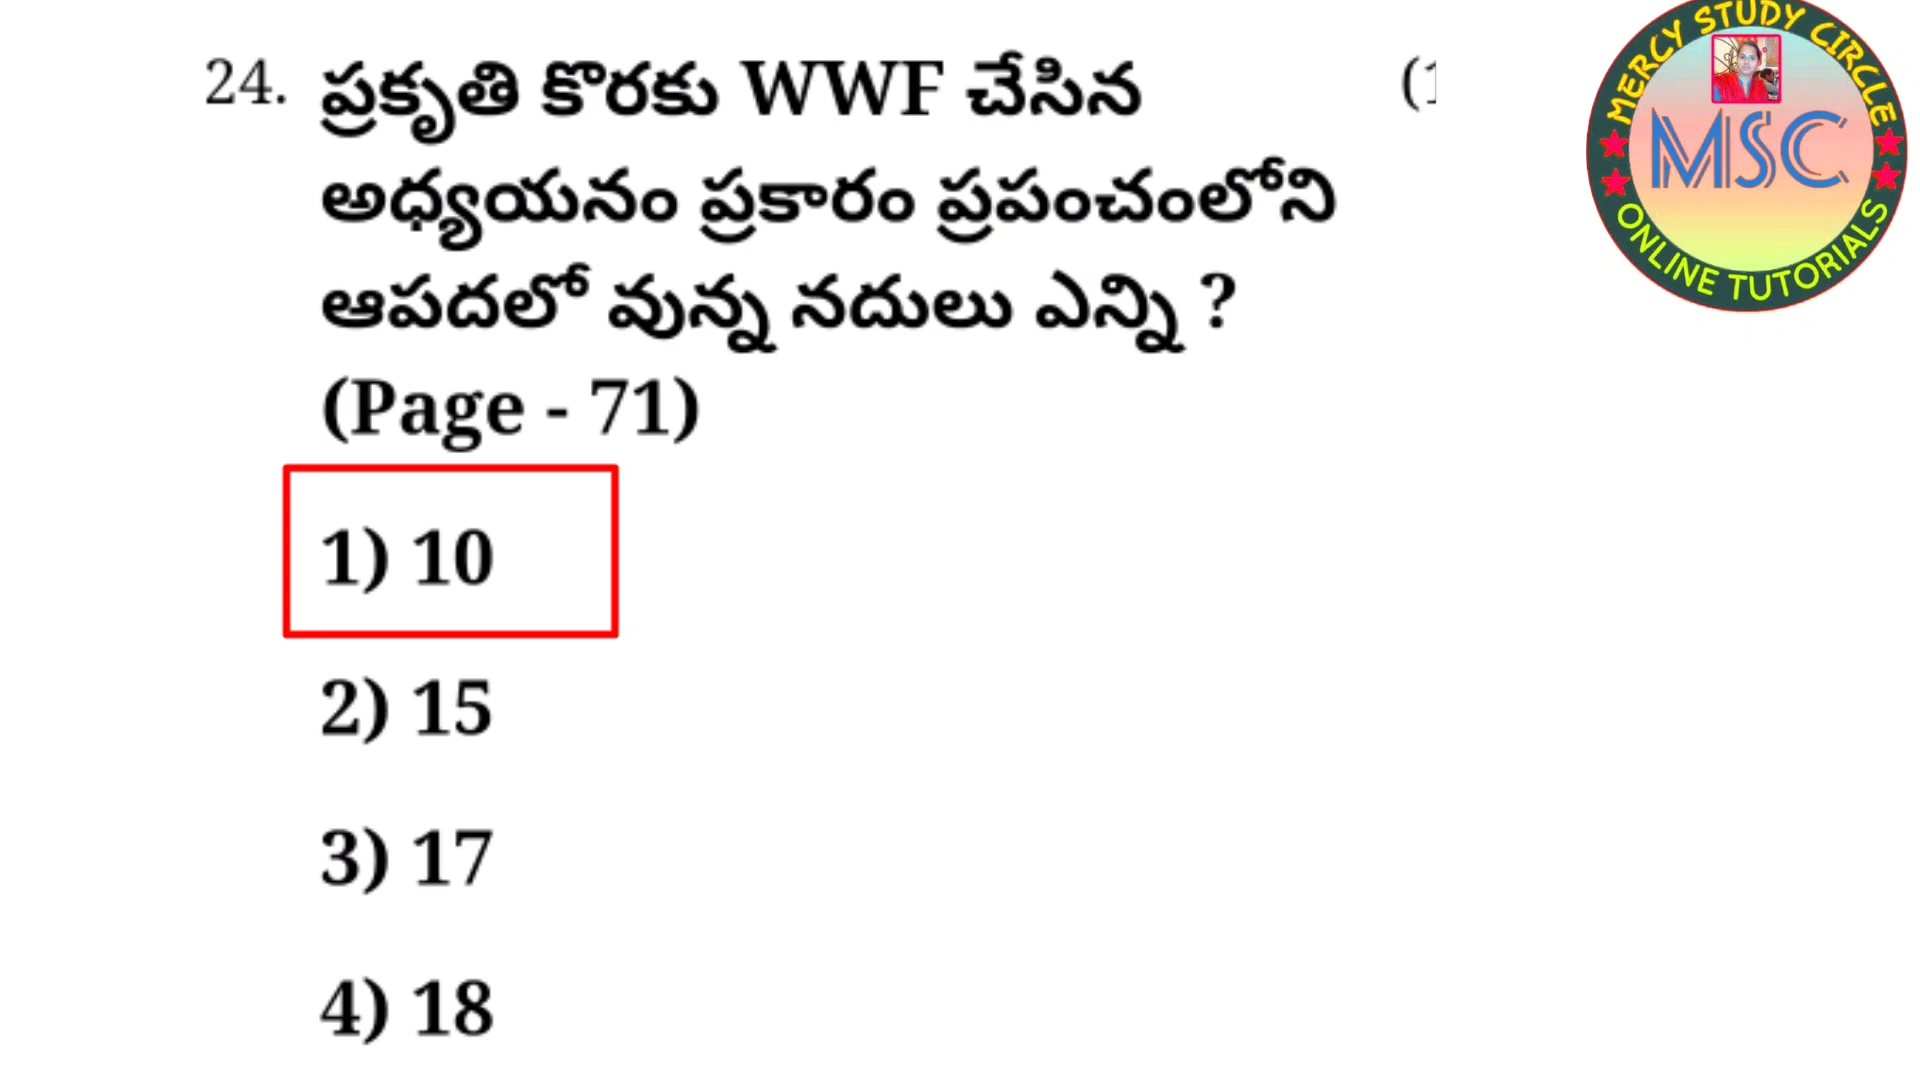 24. ప్రకృతి కొరకు WWF చేసిన (1
అధ్యయనం ప్రకారం ప్రపంచంలోని
ఆపదలో వున్న నదులు ఎన్ని ?
(Page - 71)
1) 10
2) 15
3) 17
4) 18
MERCY STUDY CIRCLE
MSC
ONLINE TUTORIALS